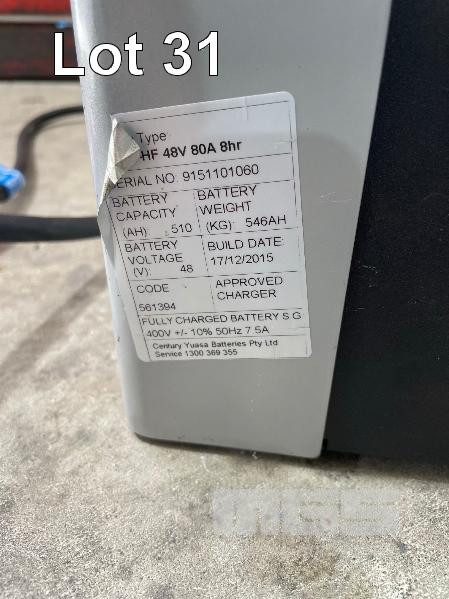 Lot 31
Type:
HF 48V 80A 8hr
SERIAL NO: 9151101060
BATTERY CAPACITY (AH): 510
BATTERY WEIGHT (KG): 546AH
BATTERY VOLTAGE (V): 48
BUILD DATE: 17/12/2015
CODE 561394
APPROVED CHARGER
FULLY CHARGED BATTERY S.G
400V +/- 10% 50Hz 7.5A
Century Yuasa Batteries Pty Ltd
Service 1300 369 355
MGS